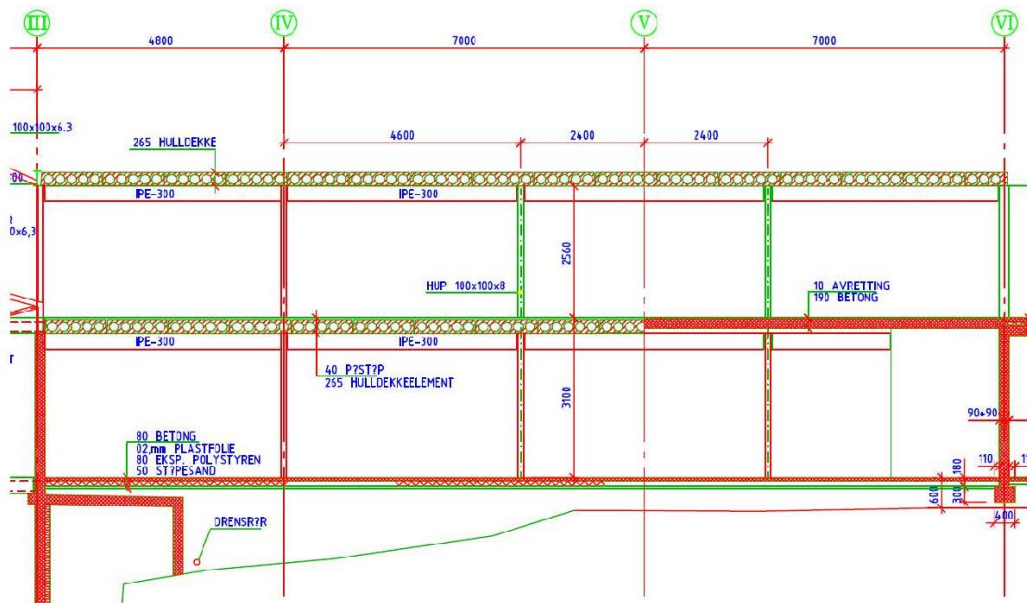 III IV V VI
4800 7000 7000
100x100x6.3
4600 2400 2400
265 HULLDEKKE
IPE-300 IPE-300
0x6,3
2560
HUP 100x100x8
10 AVRETTING
190 BETONG
IPE-300 IPE-300
40 P?ST?P
265 HULLDEKKEELEMENT
3100
90+90
80 BETONG
02,mm PLASTFOLIE
80 EKSP. POLYSTYREN
50 ST?PESAND
110
180
600
300
400
DRENSR?R